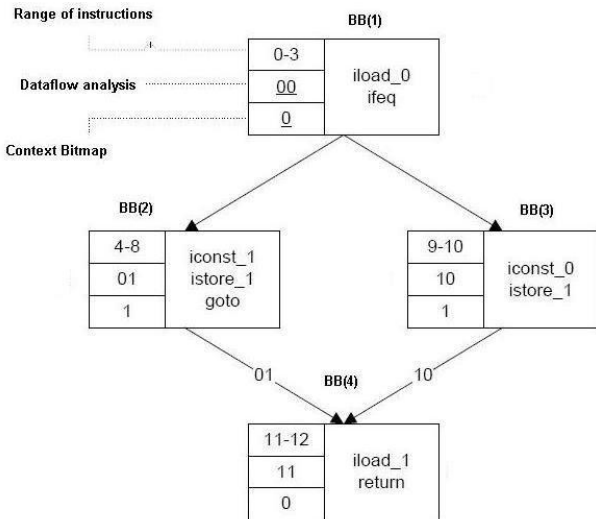 Range of instructions
BB(1)
0-3
iload_0
ifeq
Dataflow analysis
00
0
Context Bitmap
BB(2)
4-8
01
1
iconst_1
istore_1
goto
BB(3)
9-10
10
1
iconst_0
istore_1
01
BB(4)
10
11-12
11
0
iload_1
return